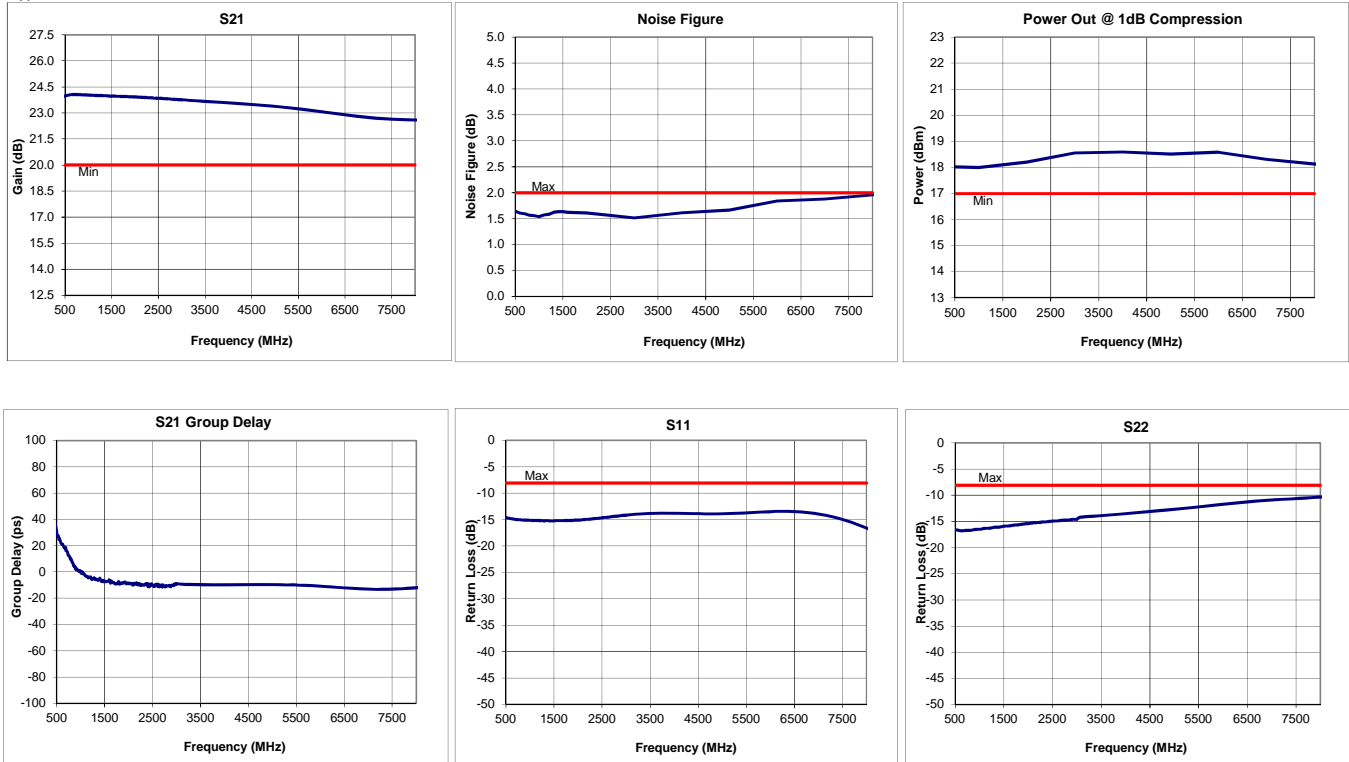 S21
27.5
26.0
24.5
23.0
21.5
20.0
18.5
17.0
15.5
14.0
12.5
Gain (dB)
Min
500 1500 2500 3500 4500 5500 6500 7500
Frequency (MHz)
Noise Figure
5.0
4.5
4.0
3.5
3.0
2.5
2.0
1.5
1.0
0.5
0.0
Noise Figure (dB)
Max
500 1500 2500 3500 4500 5500 6500 7500
Frequency (MHz)
Power Out @ 1dB Compression
23
22
21
20
19
18
17
16
15
14
13
Power (dBm)
Min
500 1500 2500 3500 4500 5500 6500 7500
Frequency (MHz)
S21 Group Delay
100
80
60
40
20
0
-20
-40
-60
-80
-100
Group Delay (ps)
500 1500 2500 3500 4500 5500 6500 7500
Frequency (MHz)
S11
0
-5
-10
-15
-20
-25
-30
-35
-40
-45
-50
Return Loss (dB)
Max
500 1500 2500 3500 4500 5500 6500 7500
Frequency (MHz)
S22
0
-5
-10
-15
-20
-25
-30
-35
-40
-45
-50
Return Loss (dB)
Max
500 1500 2500 3500 4500 5500 6500 7500
Frequency (MHz)